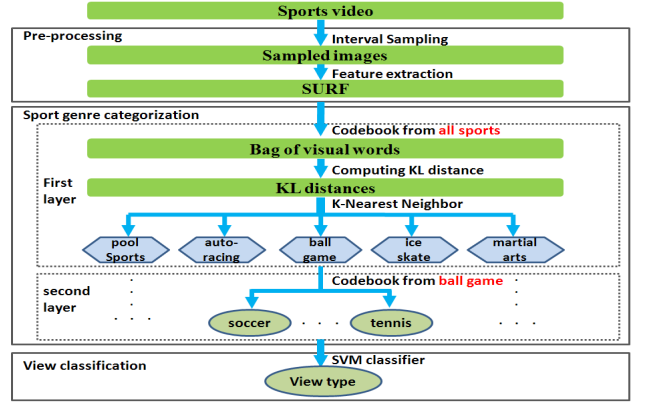 Sports video
Pre-processing
Interval Sampling
Sampled images
Feature extraction
SURF
Sport genre categorization
Codebook from all sports
Bag of visual words
Computing KL distance
First
layer
KL distances
K-Nearest Neighbor
pool
Sports
auto-
racing
ball
game
ice
skate
martial
arts
Codebook from ball game
second
layer
soccer
. . .
tennis
. . .
. . .
SVM classifier
View classification
View type